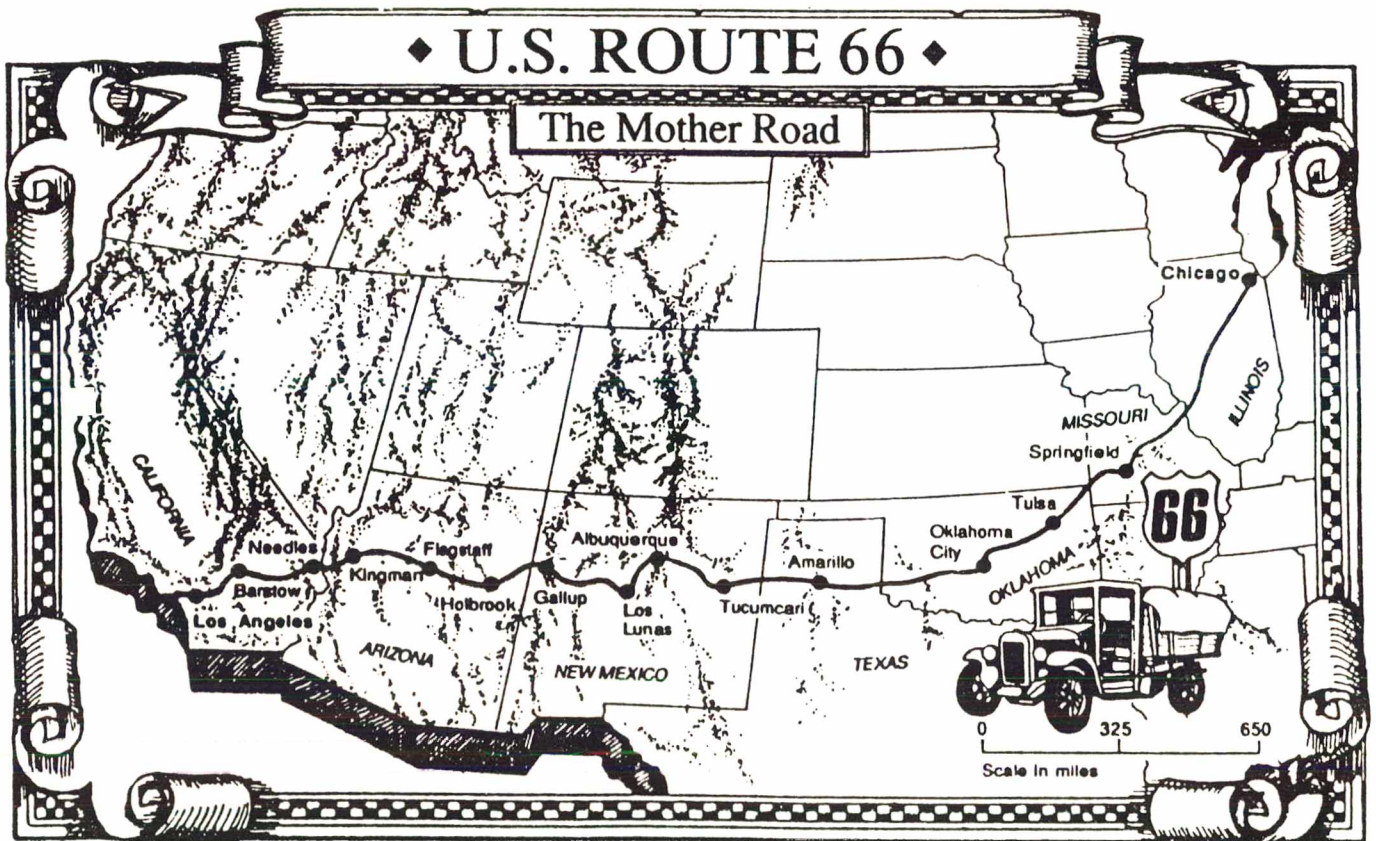 ◆ U.S. ROUTE 66 ◆
The Mother Road
Chicago
ILLINOIS
MISSOURI
Springfield
66
Tulsa
Oklahoma
City
OKLAHOMA
Amarillo
TEXAS
Tucumcari
Albuquerque
Los
Lunas
NEW MEXICO
Gallup
Holbrook
Flagstaff
Kingman
ARIZONA
Needles
Barstow
Los Angeles
CALIFORNIA
0 325 650
Scale in miles